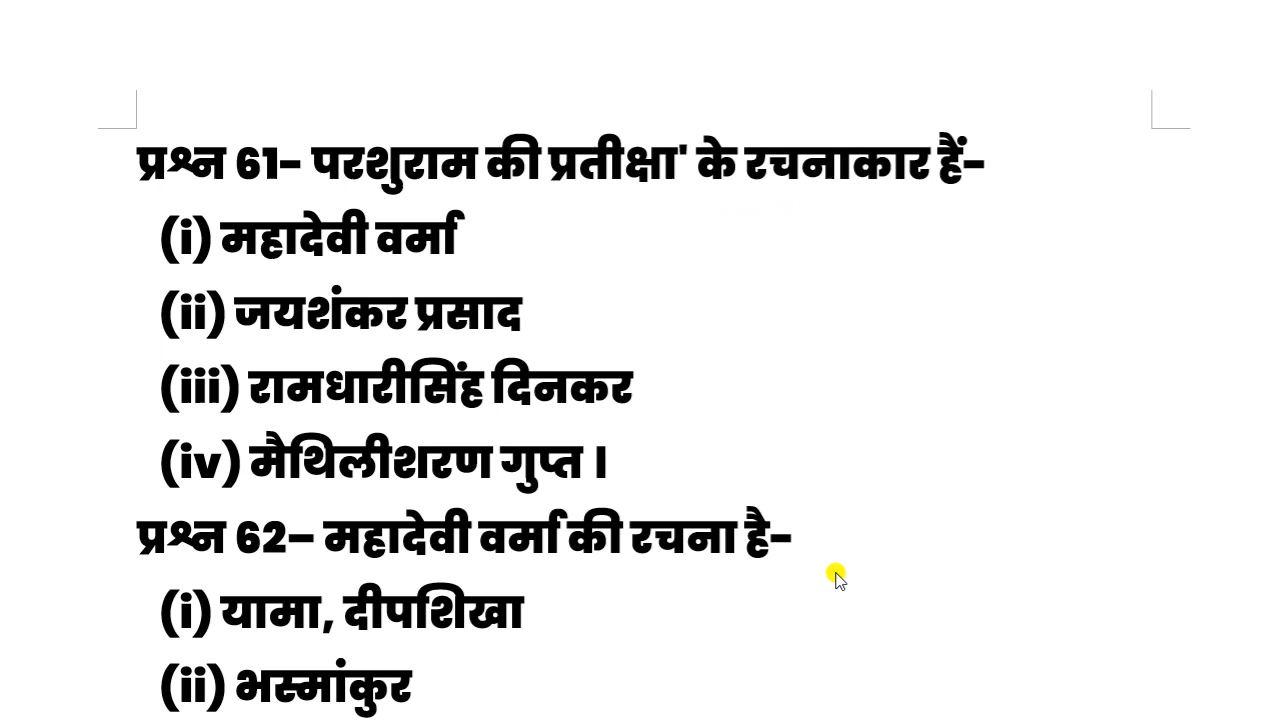 प्रश्न 61- परशुराम की प्रतीक्षा' के रचनाकार हैं-
(i) महादेवी वर्मा
(ii) जयशंकर प्रसाद
(iii) रामधारीसिंह दिनकर
(iv) मैथिलीशरण गुप्त ।
प्रश्न 62– महादेवी वर्मा की रचना है-
(i) यामा, दीपशिखा
(ii) भस्मांकुर